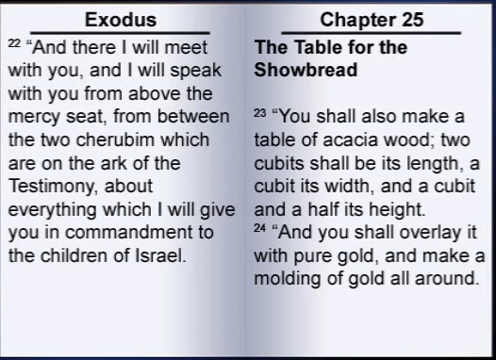 Exodus
22 “And there I will meet
with you, and I will speak
with you from above the
mercy seat, from between
the two cherubim which
are on the ark of the
Testimony, about
everything which I will give
you in commandment to
the children of Israel.
Chapter 25
The Table for the
Showbread
23 “You shall also make a
table of acacia wood; two
cubits shall be its length, a
cubit its width, and a cubit
and a half its height.
24 “And you shall overlay it
with pure gold, and make a
molding of gold all around.